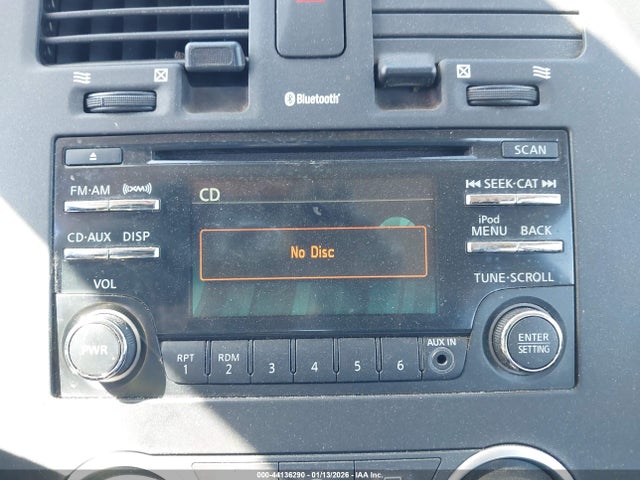 Bluetooth
SCAN
FM·AM
(XM)
SEEK·CAT
CD
iPod
MENU
BACK
CD·AUX
DISP
No Disc
VOL
TUNE·SCROLL
PWR
ENTER
SETTING
RPT
1
RDM
2
3
4
5
6
AUX IN
000-44136290 - 01/13/2026 - IAA Inc.